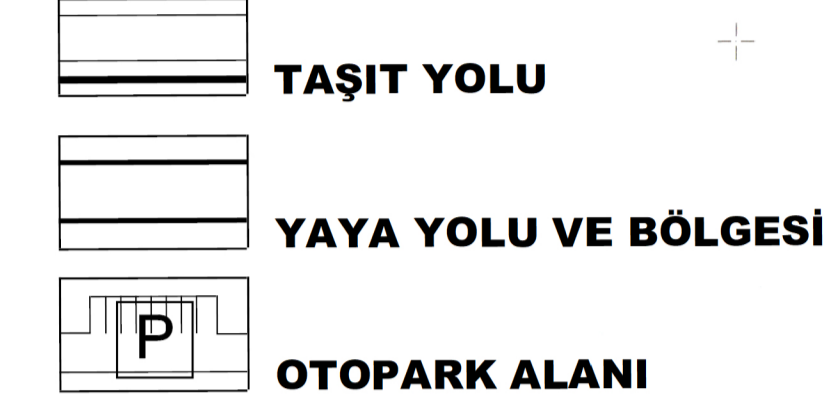 TAŞIT YOLU
YAYA YOLU VE BÖLGESİ
P
OTOPARK ALANI